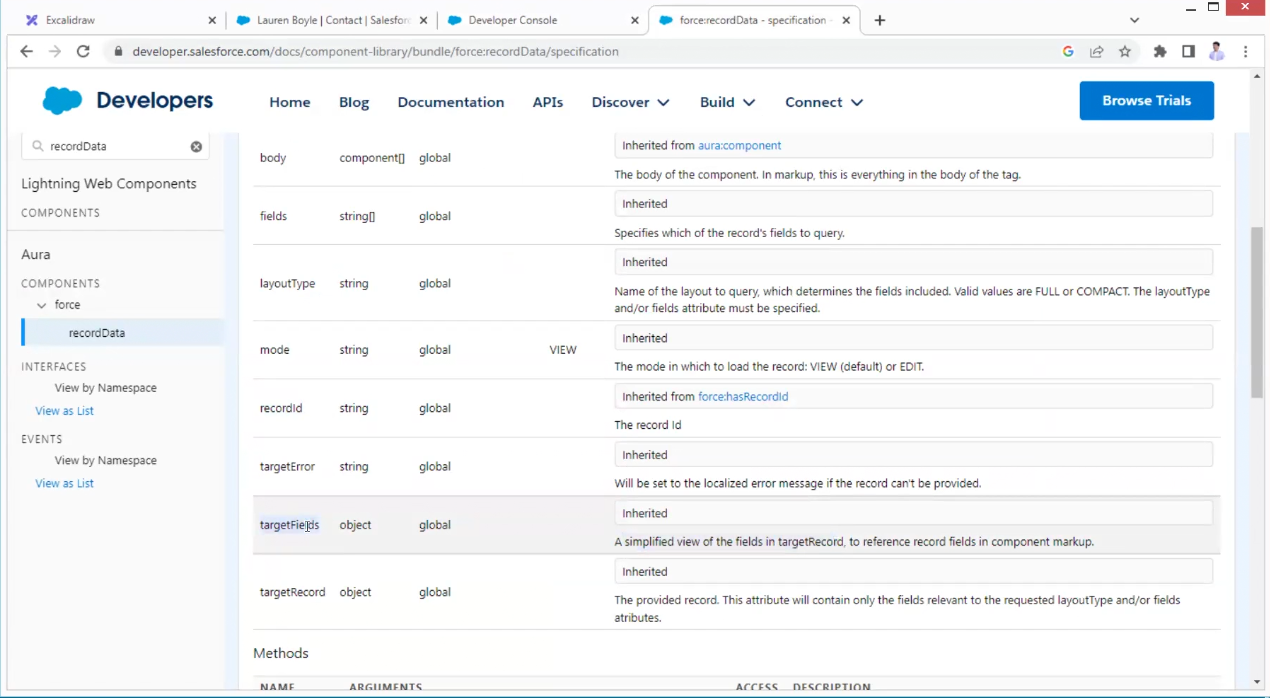 Excalidraw
Lauren Boyle | Contact | Salesfor
Developer Console
force:recordData - specification -
developer.salesforce.com/docs/component-library/bundle/force:recordData/specification
Developers
Home
Blog
Documentation
APIs
Discover
Build
Connect
Browse Trials
recordData
Lightning Web Components
COMPONENTS
Aura
COMPONENTS
force
recordData
INTERFACES
View by Namespace
View as List
EVENTS
View by Namespace
View as List
body component[] global Inherited from aura:component
The body of the component. In markup, this is everything in the body of the tag.
fields string[] global Inherited
Specifies which of the record's fields to query.
layoutType string global Inherited
Name of the layout to query, which determines the fields included. Valid values are FULL or COMPACT. The layoutType
and/or fields attribute must be specified.
mode string global VIEW Inherited
The mode in which to load the record: VIEW (default) or EDIT.
recordId string global Inherited from force:hasRecordId
The record Id
targetError string global Inherited
Will be set to the localized error message if the record can't be provided.
targetFields object global Inherited
A simplified view of the fields in targetRecord, to reference record fields in component markup.
targetRecord object global Inherited
The provided record. This attribute will contain only the fields relevant to the requested layoutType and/or fields
atributes.
Methods
NAME ARGUMENTS ACCESS DESCRIPTION